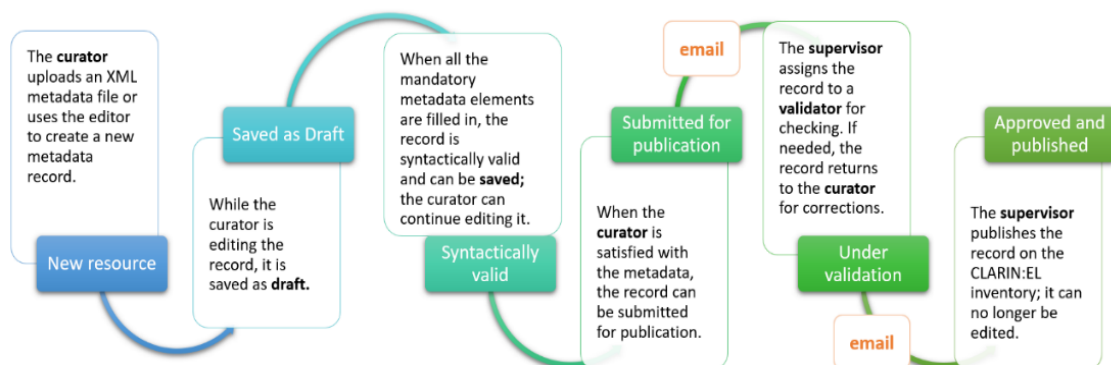 The curator
uploads an XML
metadata file or
uses the editor
to create a new
metadata
record.
New resource
Saved as Draft
While the
curator is
editing the
record, it is
saved as draft.
When all the
mandatory
metadata elements
are filled in, the
record is
syntactically valid
and can be saved;
the curator can
continue editing it.
Syntactically
valid
email
Submitted for
publication
When the
curator is
satisfied with
the metadata,
the record can
be submitted
for publication.
The supervisor
assigns the
record to a
validator for
checking. If
needed, the
record returns
to the curator
for corrections.
Under
validation
email
Approved and
published
The supervisor
publishes the
record on the
CLARIN:EL
inventory; it can
no longer be
edited.